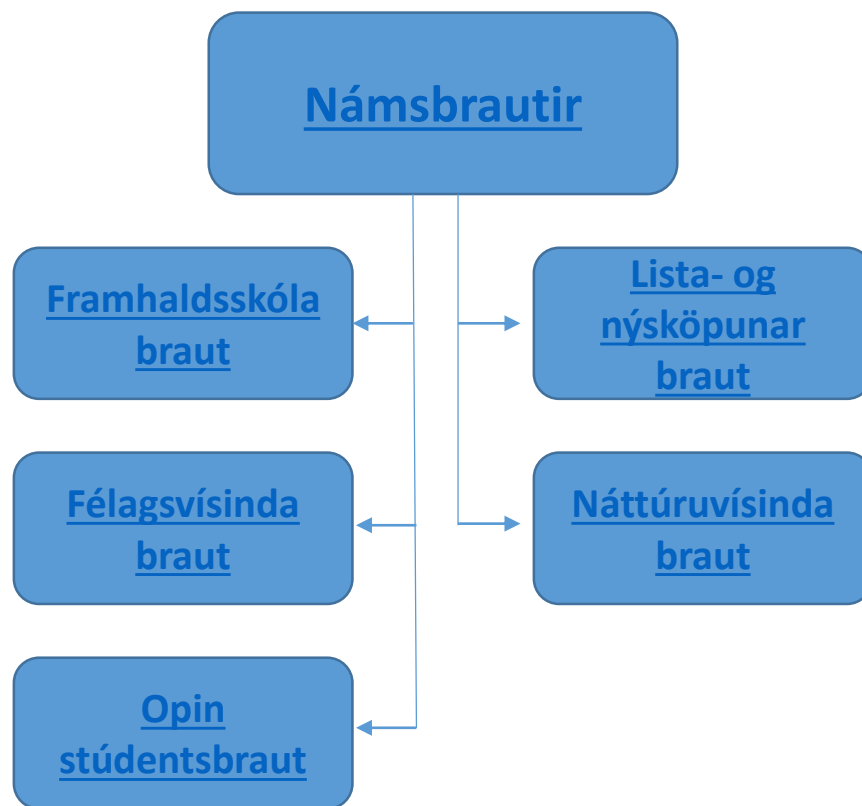 Námsbrautir
Framhaldsskóla
braut
Lista- og
nýsköpunar
braut
Félagsvísinda
braut
Náttúruvísinda
braut
Opin
stúdentsbraut